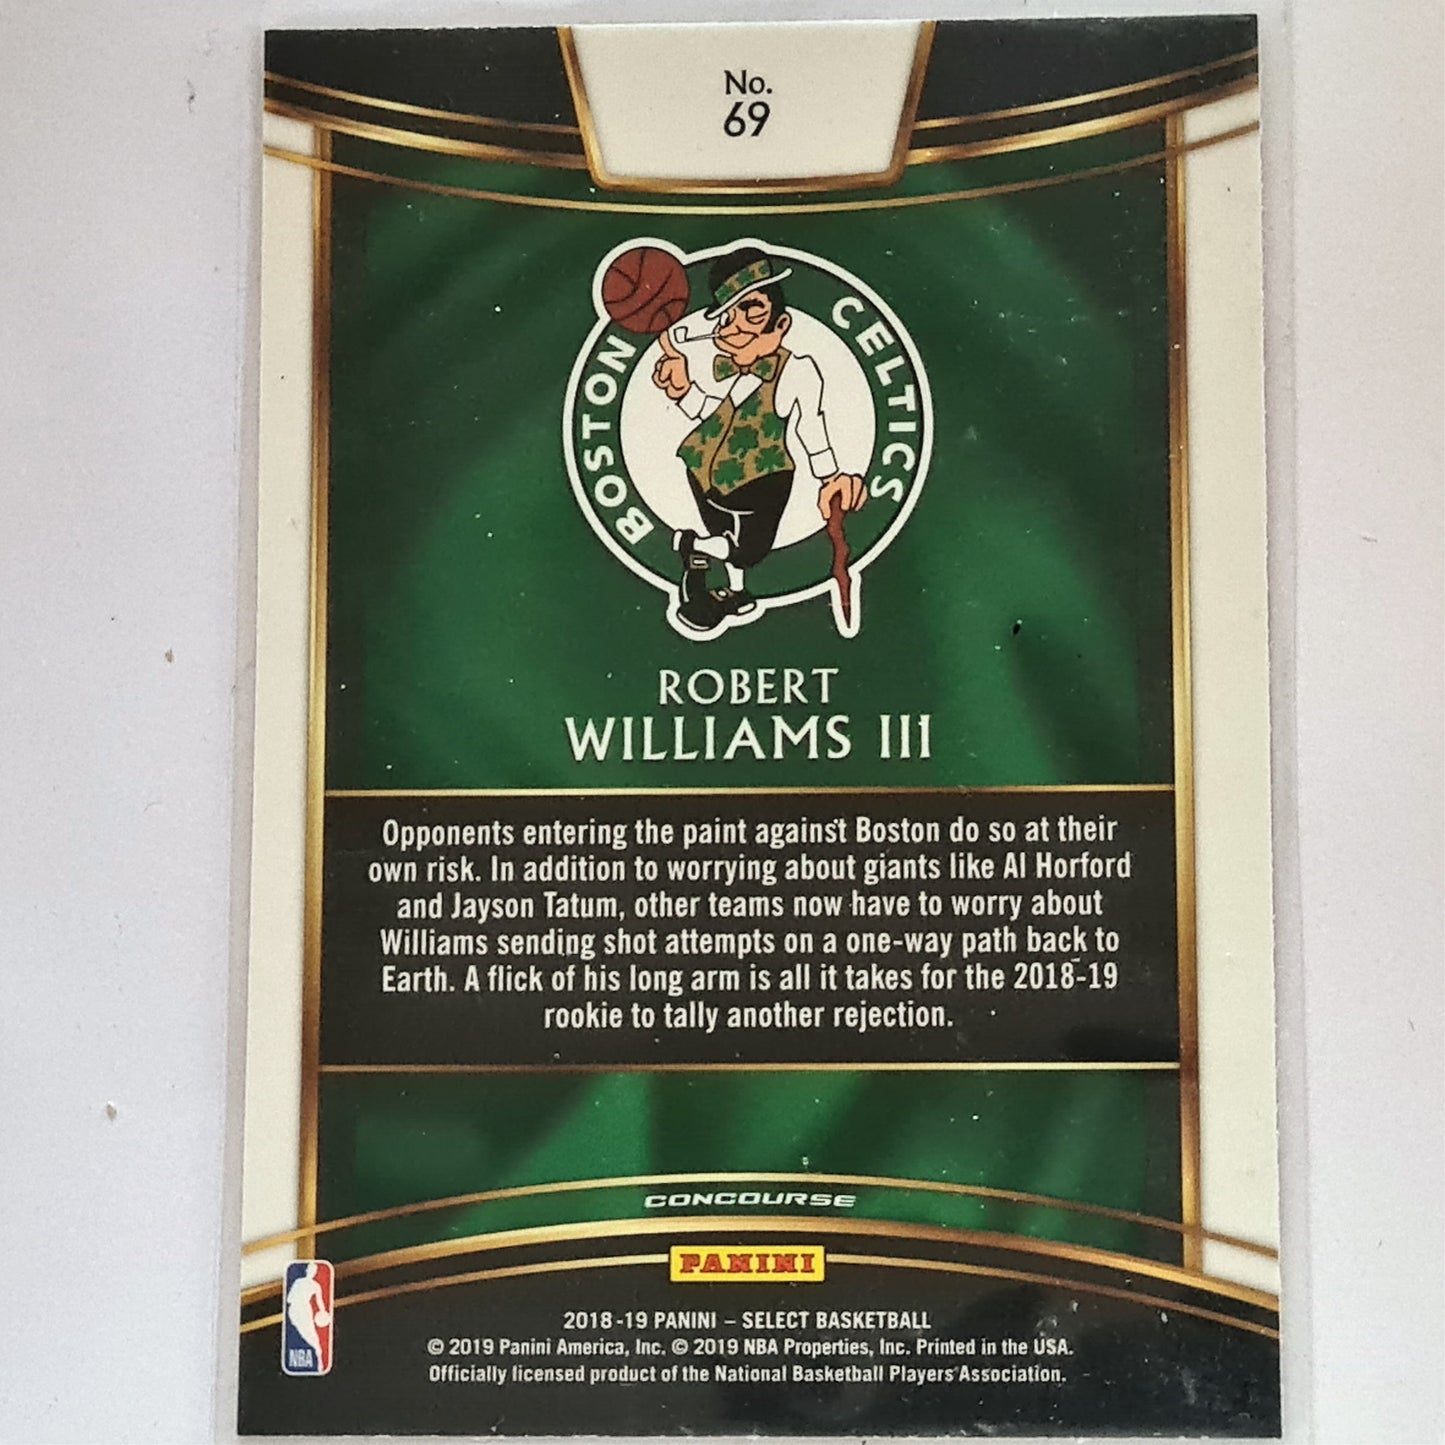 No.
69
BOSTON CELTICS
ROBERT
WILLIAMS III
Opponents entering the paint against Boston do so at their
own risk. In addition to worrying about giants like Al Horford
and Jayson Tatum, other teams now have to worry about
Williams sending shot attempts on a one-way path back to
Earth. A flick of his long arm is all it takes for the 2018-19
rookie to tally another rejection.
CONCOURSE
PANINI
NBA
2018-19 PANINI – SELECT BASKETBALL
© 2019 Panini America, Inc. © 2019 NBA Properties, Inc. Printed in the USA.
Officially licensed product of the National Basketball Players Association.